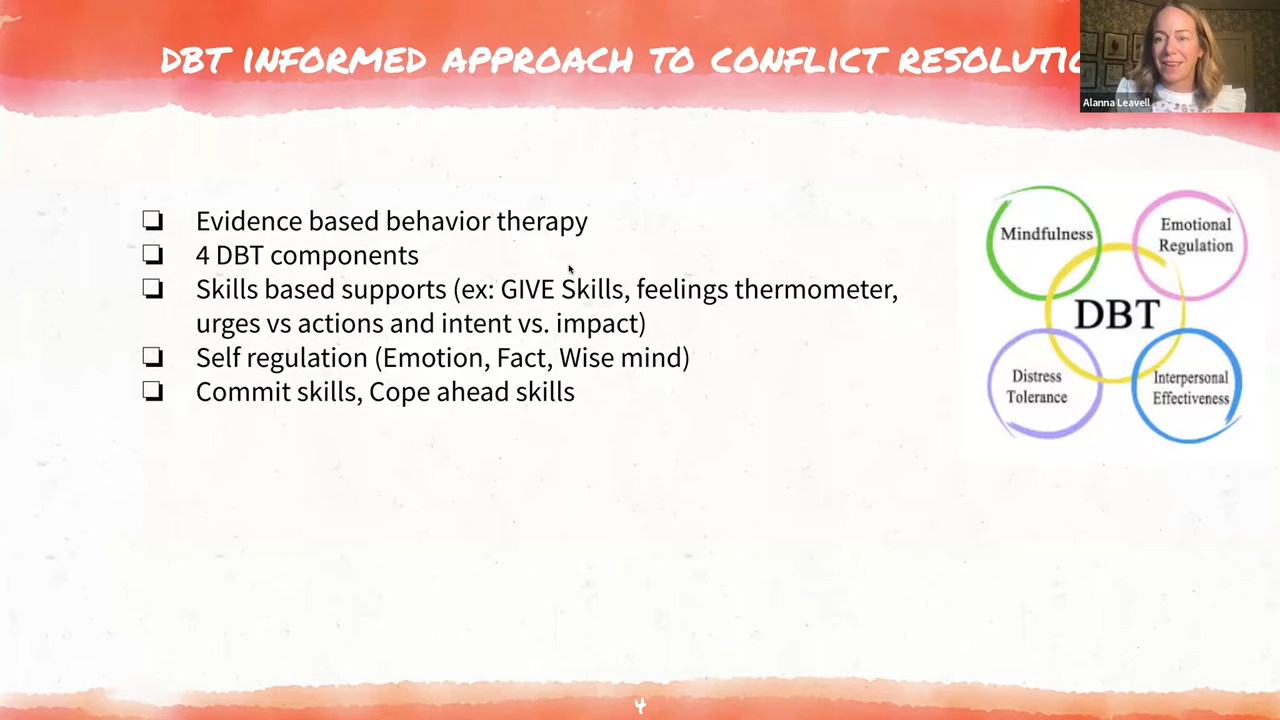 DBT INFORMED APPROACH TO CONFLICT RESOLUTIO
Alanna Leavell
❏ Evidence based behavior therapy
❏ 4 DBT components
❏ Skills based supports (ex: GIVE Skills, feelings thermometer,
urges vs actions and intent vs. impact)
❏ Self regulation (Emotion, Fact, Wise mind)
❏ Commit skills, Cope ahead skills
Mindfulness
Emotional
Regulation
DBT
Distress
Tolerance
Interpersonal
Effectiveness
4